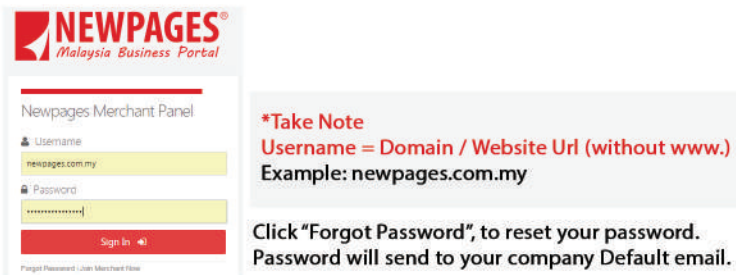 NEWPAGES®
Malaysia Business Portal
Newpages Merchant Panel
Username
newpages.com.my
Password
••••••••••••••••
Sign In
Forgot Password | Join Merchant Now
*Take Note
Username = Domain / Website Url (without www.)
Example: newpages.com.my
Click “Forgot Password”, to reset your password.
Password will send to your company Default email.